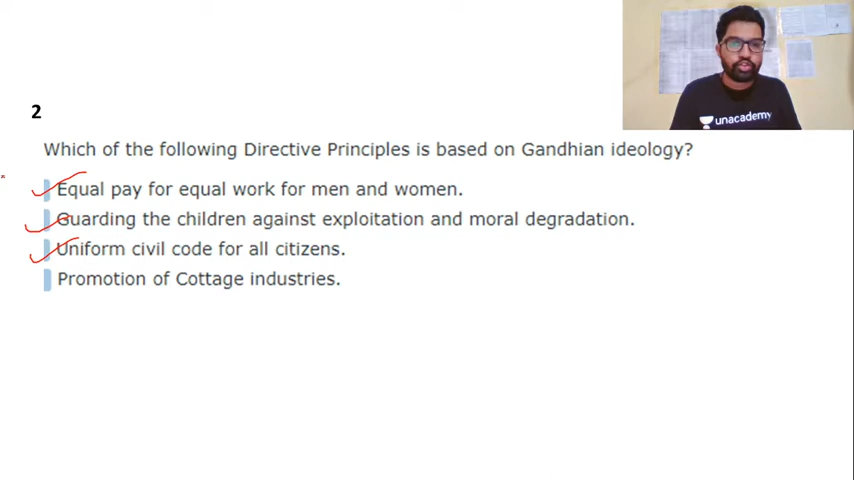 unacademy
2
Which of the following Directive Principles is based on Gandhian ideology?
Equal pay for equal work for men and women.
Guarding the children against exploitation and moral degradation.
Uniform civil code for all citizens.
Promotion of Cottage industries.